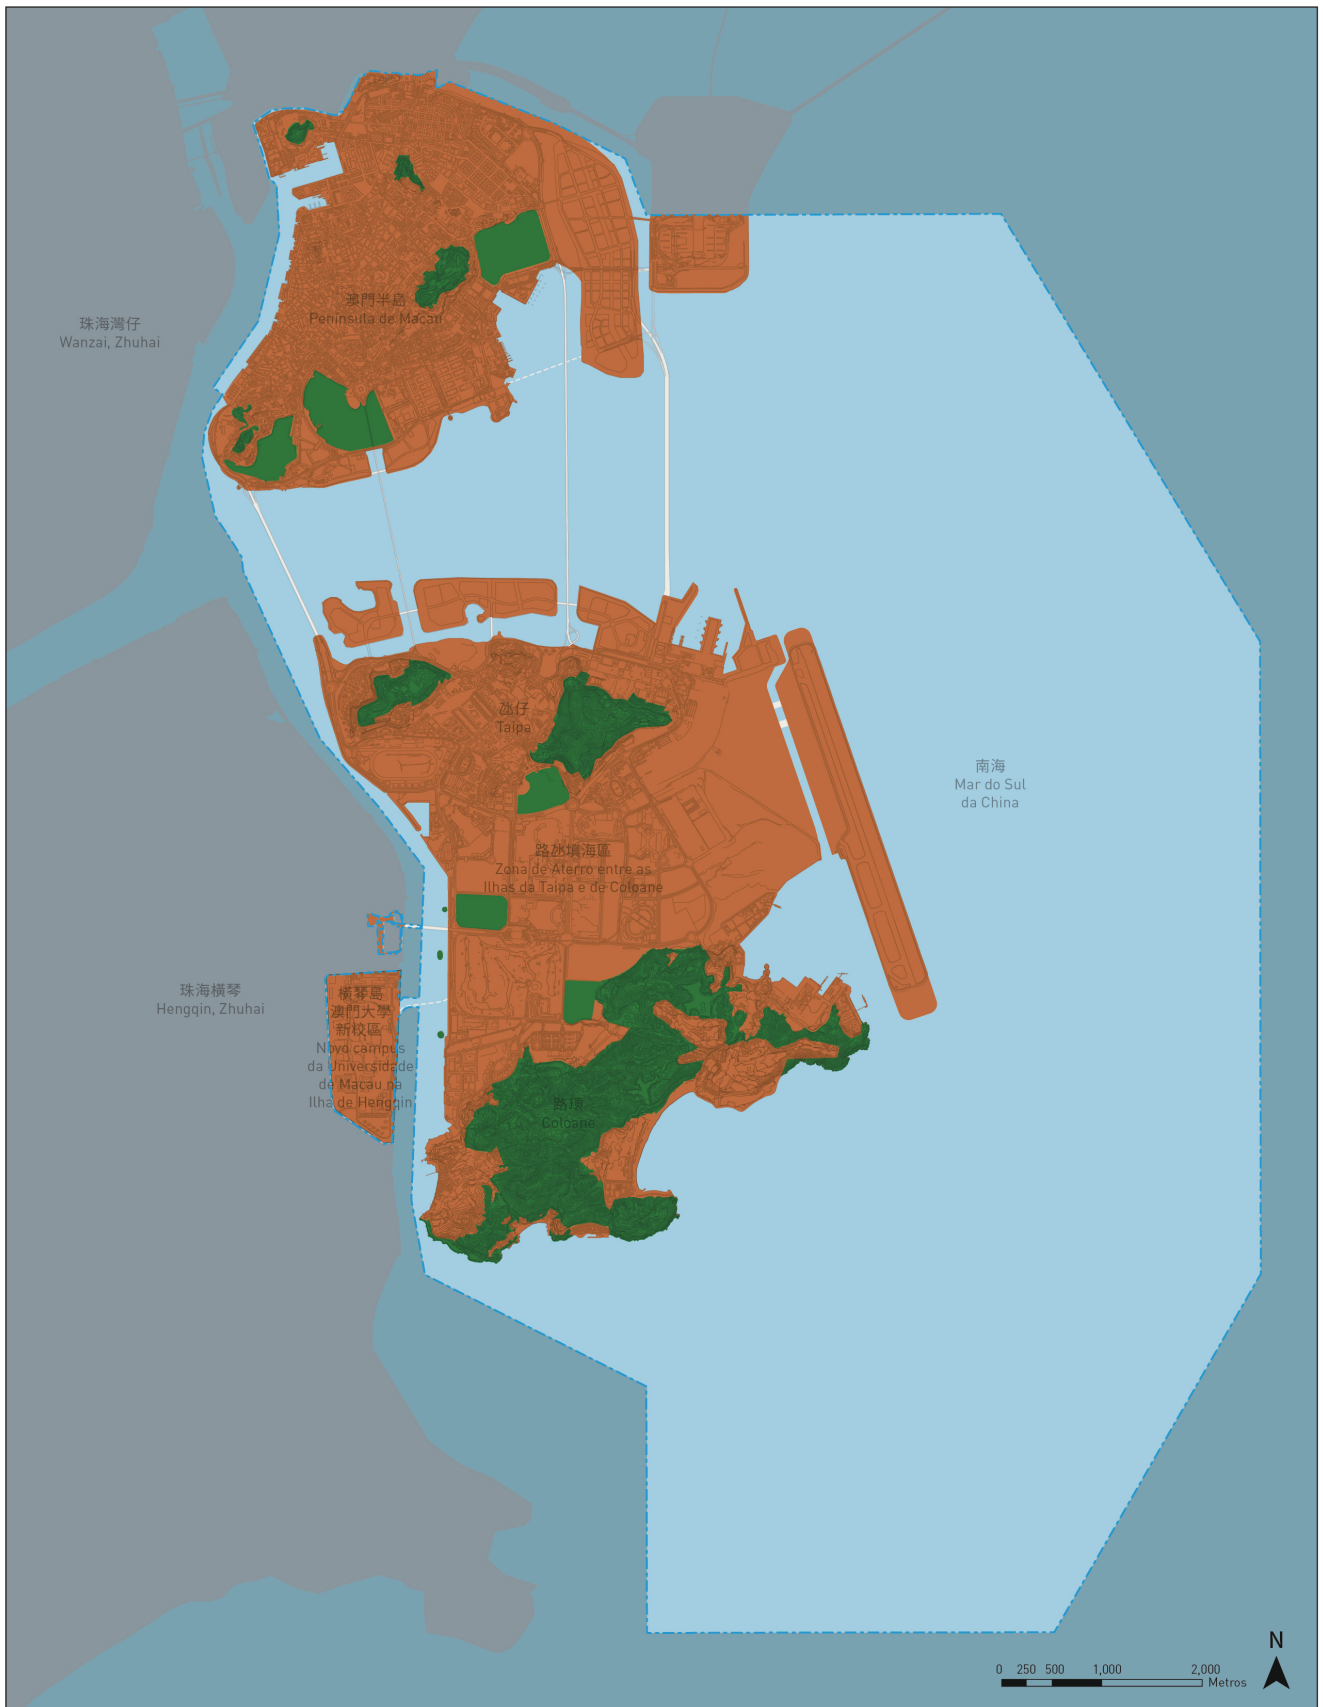 澳門半島
Península de Macau
珠海灣仔
Wanzai, Zhuhai
氹仔
Taipa
南海
Mar do Sul
da China
路氹填海區
Zona de Aterro entre as
Ilhas da Taipa e de Coloane
珠海橫琴
Hengqin, Zhuhai
橫琴島
澳門大學
新校區
Novo campus
da Universidade
de Macau na
Ilha de Hengqin
路環
Coloane
N
0 250 500 1,000 2,000
Metros